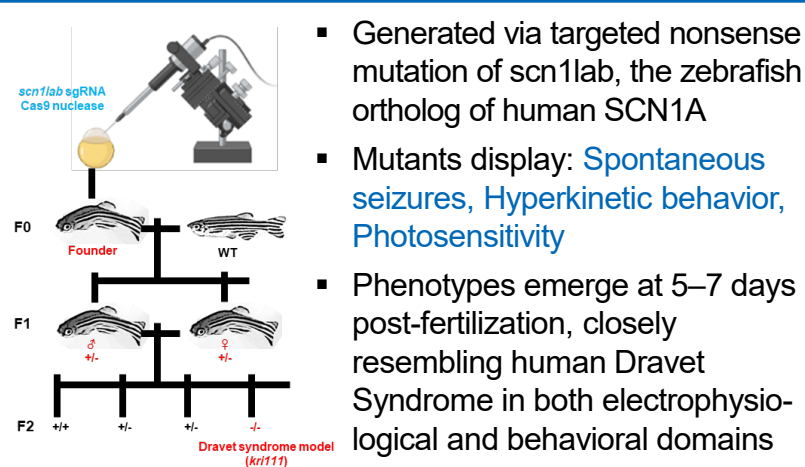 scn1lab sgRNA
Cas9 nuclease
F0
Founder
WT
F1
♂
+/-
♀
+/-
F2
+/+
+/-
+/-
-/-
Dravet syndrome model
(kri111)
▪ Generated via targeted nonsense
mutation of scn1lab, the zebrafish
ortholog of human SCN1A
▪ Mutants display: Spontaneous
seizures, Hyperkinetic behavior,
Photosensitivity
▪ Phenotypes emerge at 5–7 days
post-fertilization, closely
resembling human Dravet
Syndrome in both electrophysio-
logical and behavioral domains